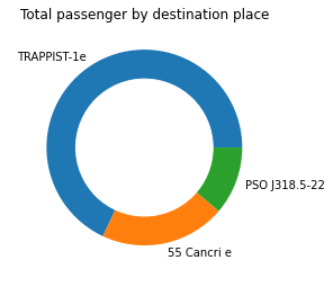 Total passenger by destination place
TRAPPIST-1e
PSO J318.5-22
55 Cancri e